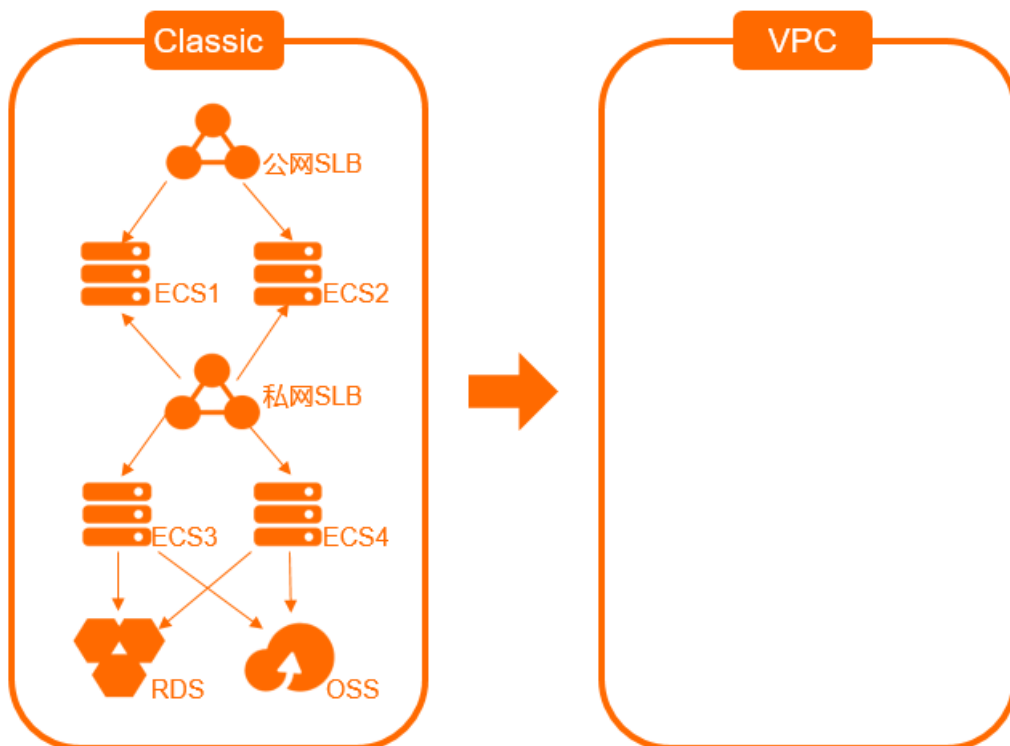 Classic
VPC
公网SLB
ECS1
ECS2
私网SLB
ECS3
ECS4
RDS
OSS